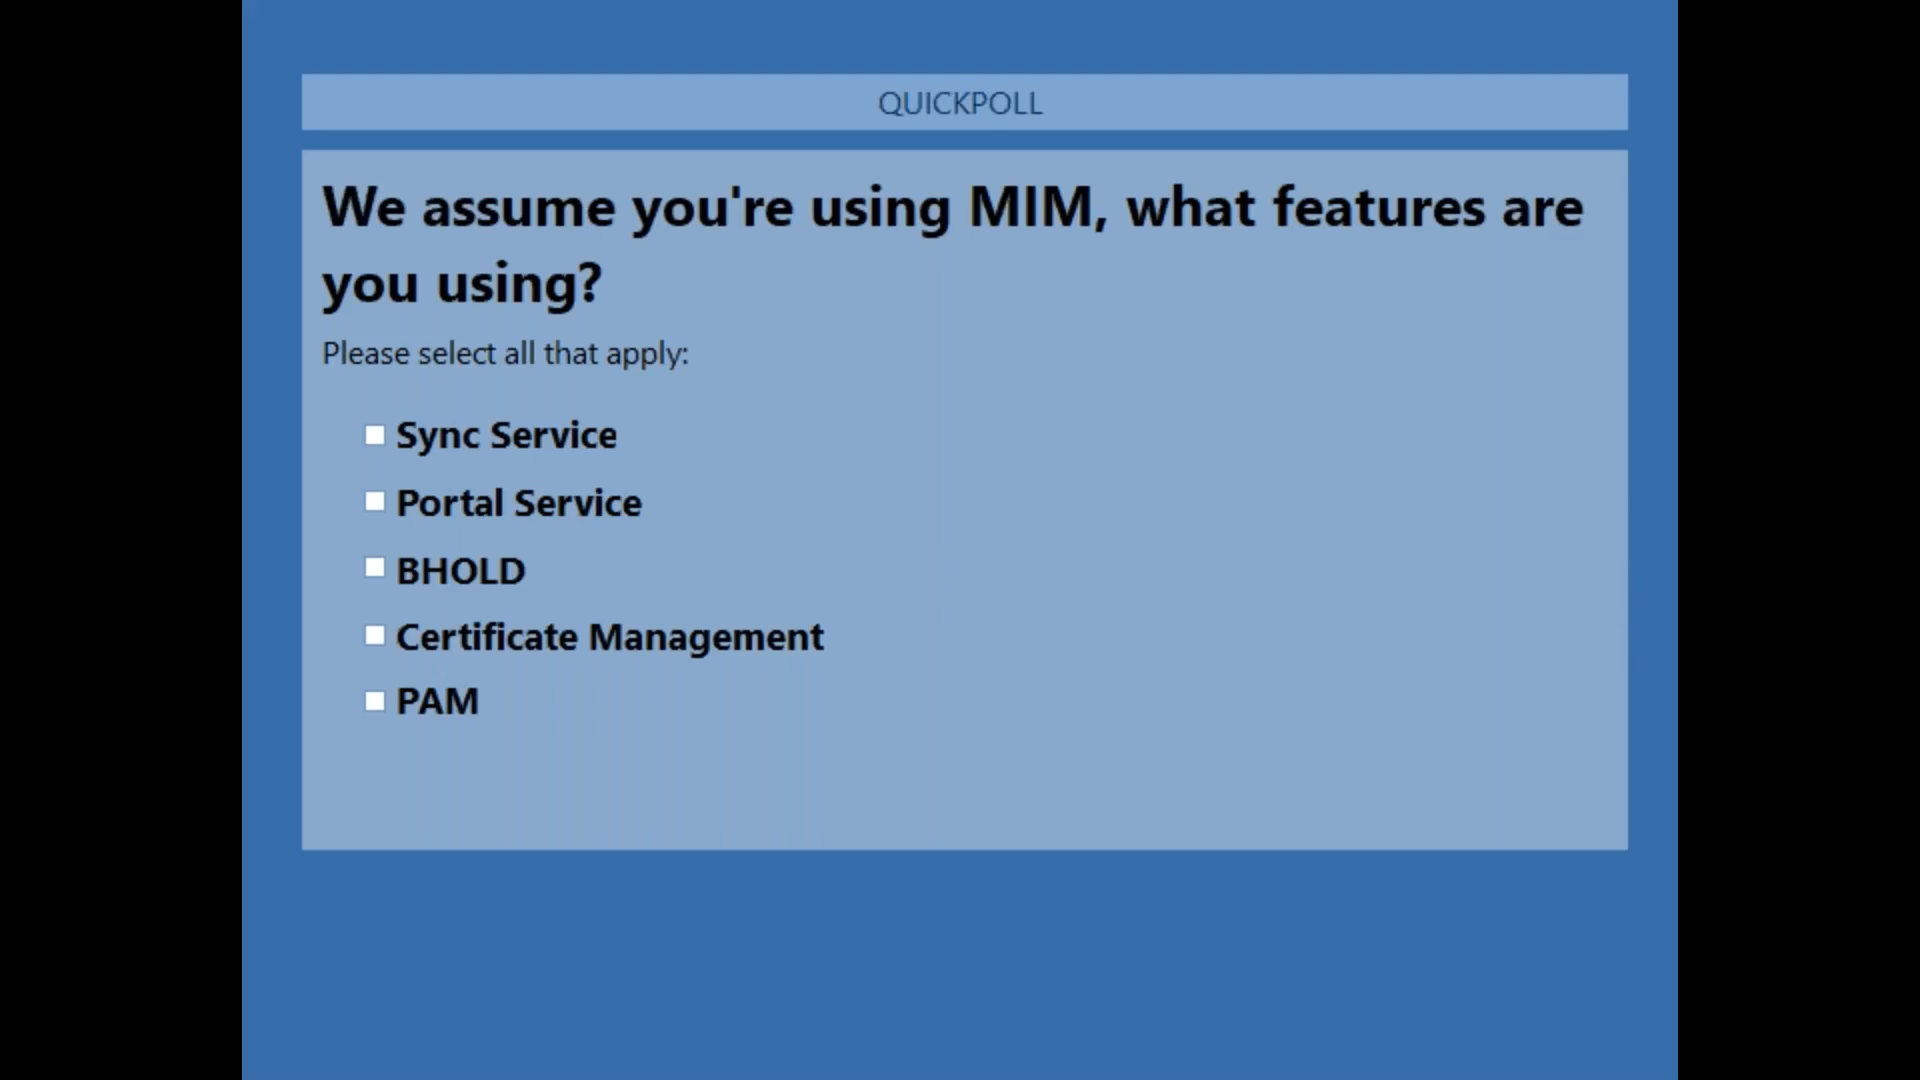 QUICKPOLL
We assume you're using MIM, what features are
you using?
Please select all that apply:
Sync Service
Portal Service
BHOLD
Certificate Management
PAM